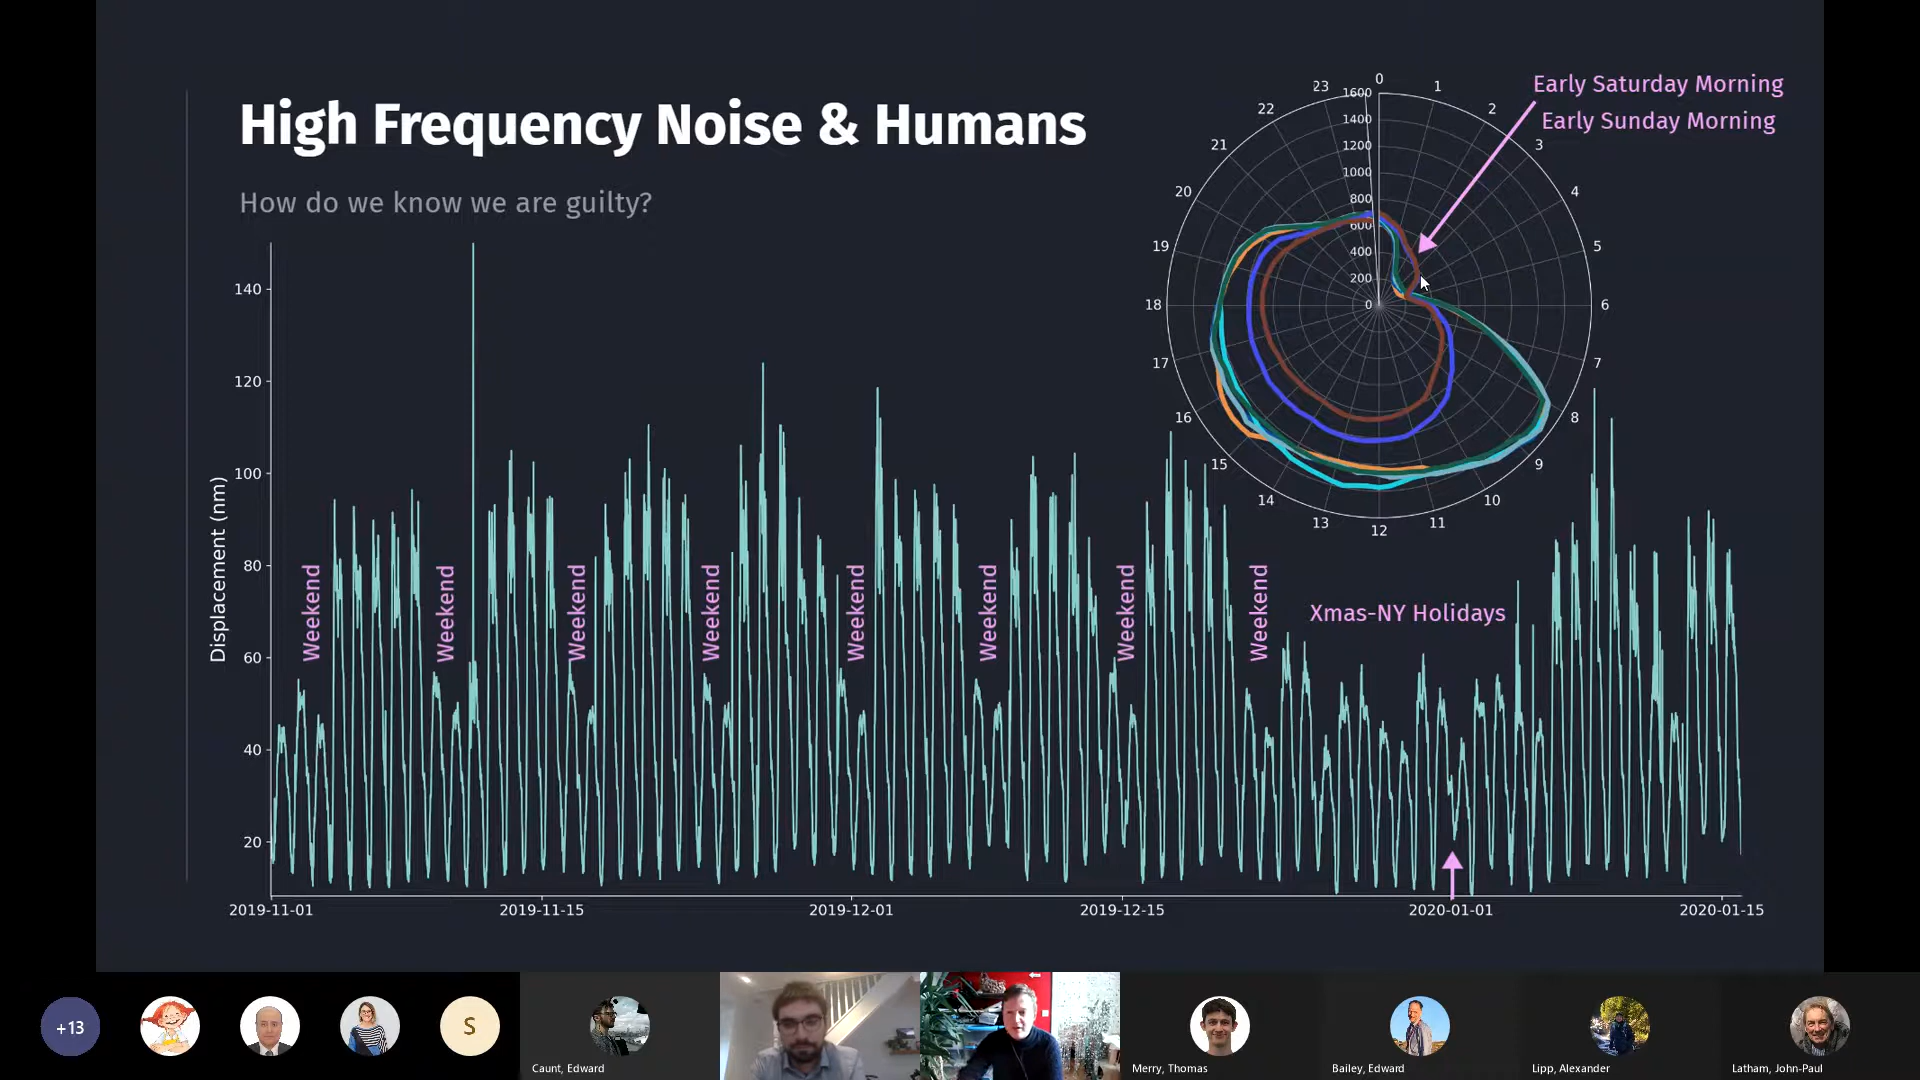 High Frequency Noise & Humans
How do we know we are guilty?
Early Saturday Morning
Early Sunday Morning
0
1
2
3
4
5
6
7
8
9
10
11
12
13
14
15
16
17
18
19
20
21
22
23
1600
1400
1200
1000
800
600
400
200
0
Displacement (nm)
140
120
100
80
60
40
20
Weekend
Weekend
Weekend
Weekend
Weekend
Weekend
Weekend
Weekend
Xmas-NY Holidays
2019-11-01
2019-11-15
2019-12-01
2019-12-15
2020-01-01
2020-01-15
+13
S
Caunt, Edward
Merry, Thomas
Bailey, Edward
Lipp, Alexander
Latham, John-Paul